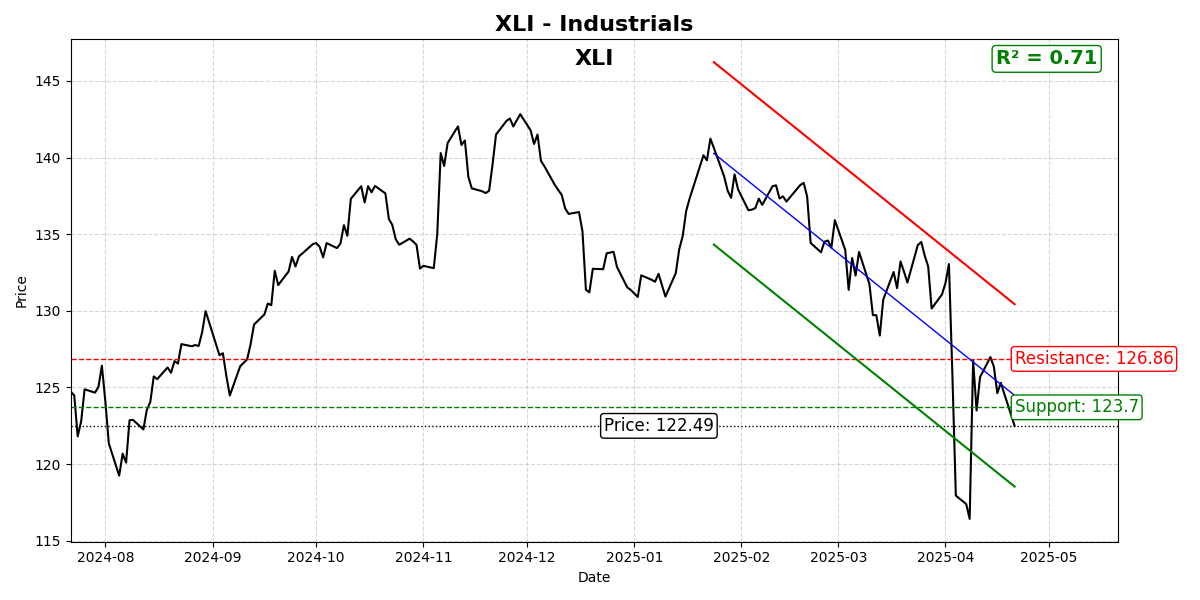 XLI - Industrials
XLI
R² = 0.71
145
140
135
130
125
120
115
Price
Resistance: 126.86
Support: 123.7
Price: 122.49
2024-08
2024-09
2024-10
2024-11
2024-12
2025-01
2025-02
2025-03
2025-04
2025-05
Date